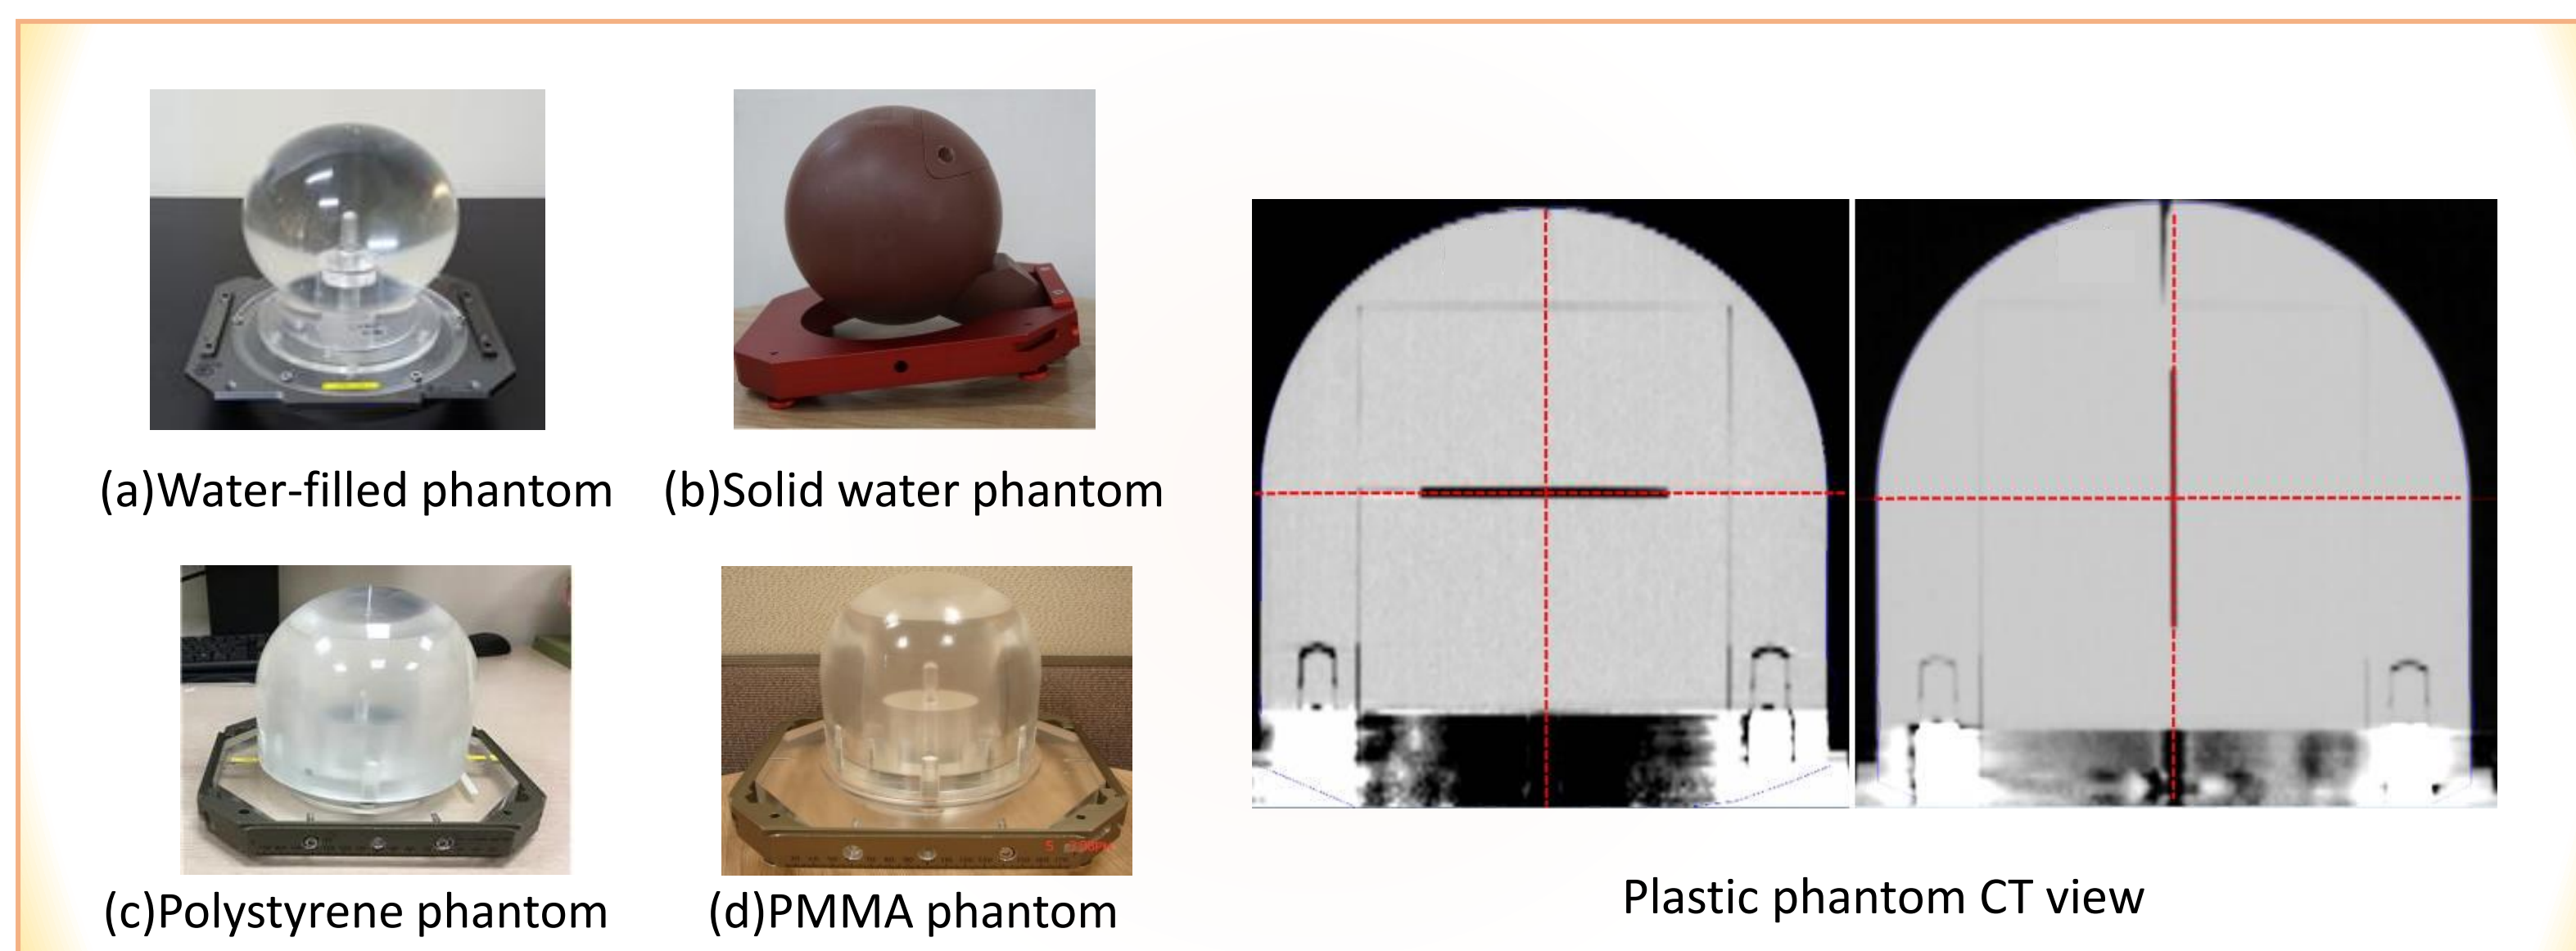 (a)Water-filled phantom
(b)Solid water phantom
(c)Polystyrene phantom
(d)PMMA phantom
Plastic phantom CT view